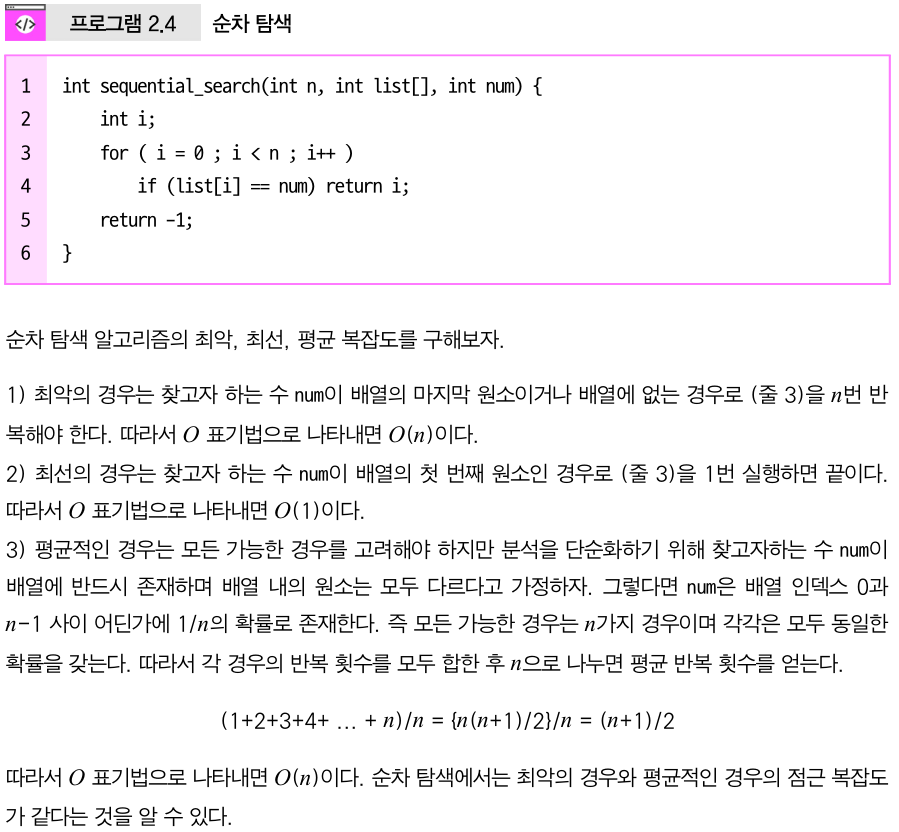 </> 프로그램 2.4 순차 탐색
1 int sequential_search(int n, int list[], int num) {
2 int i;
3 for ( i = 0 ; i < n ; i++ )
4 if (list[i] == num) return i;
5 return -1;
6 }
순차 탐색 알고리즘의 최악, 최선, 평균 복잡도를 구해보자.
1) 최악의 경우는 찾고자 하는 수 num이 배열의 마지막 원소이거나 배열에 없는 경우로 (줄 3)을 n번 반
복해야 한다. 따라서 O 표기법으로 나타내면 O(n)이다.
2) 최선의 경우는 찾고자 하는 수 num이 배열의 첫 번째 원소인 경우로 (줄 3)을 1번 실행하면 끝이다.
따라서 O 표기법으로 나타내면 O(1)이다.
3) 평균적인 경우는 모든 가능한 경우를 고려해야 하지만 분석을 단순화하기 위해 찾고자하는 수 num이
배열에 반드시 존재하며 배열 내의 원소는 모두 다르다고 가정하자. 그렇다면 num은 배열 인덱스 0과
n-1 사이 어딘가에 1/n의 확률로 존재한다. 즉 모든 가능한 경우는 n가지 경우이며 각각은 모두 동일한
확률을 갖는다. 따라서 각 경우의 반복 횟수를 모두 합한 후 n으로 나누면 평균 반복 횟수를 얻는다.
(1+2+3+4+ ... + n)/n = {n(n+1)/2}/n = (n+1)/2
따라서 O 표기법으로 나타내면 O(n)이다. 순차 탐색에서는 최악의 경우와 평균적인 경우의 점근 복잡도
가 같다는 것을 알 수 있다.